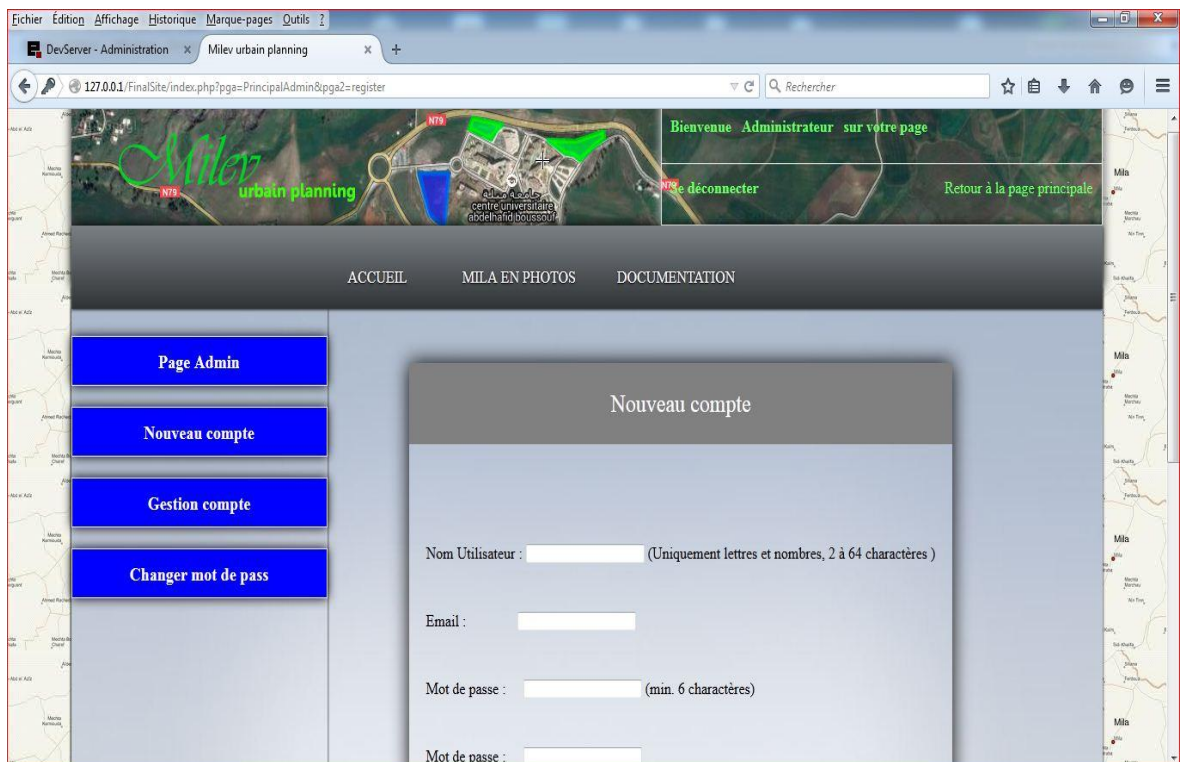 Fichier Édition Affichage Historique Marque-pages Outils ?
DevServer - Administration × Milev urbain planning × +
127.0.0.1/FinalSite/index.php?pga=PrincipalAdmin&pga2=register
Rechercher
Milev
urbain planning
N79
N79
جامعة ميلة
centre universitaire
abdelhafid boussouf
Bienvenue Administrateur sur votre page
Se déconnecter
Retour à la page principale
ACCUEIL MILA EN PHOTOS DOCUMENTATION
Page Admin
Nouveau compte
Gestion compte
Changer mot de pass
Nouveau compte
Nom Utilisateur : (Uniquement lettres et nombres, 2 à 64 charactères )
Email :
Mot de passe : (min. 6 charactères)
Mot de passe :
Mila
Mila
Mila
Mila